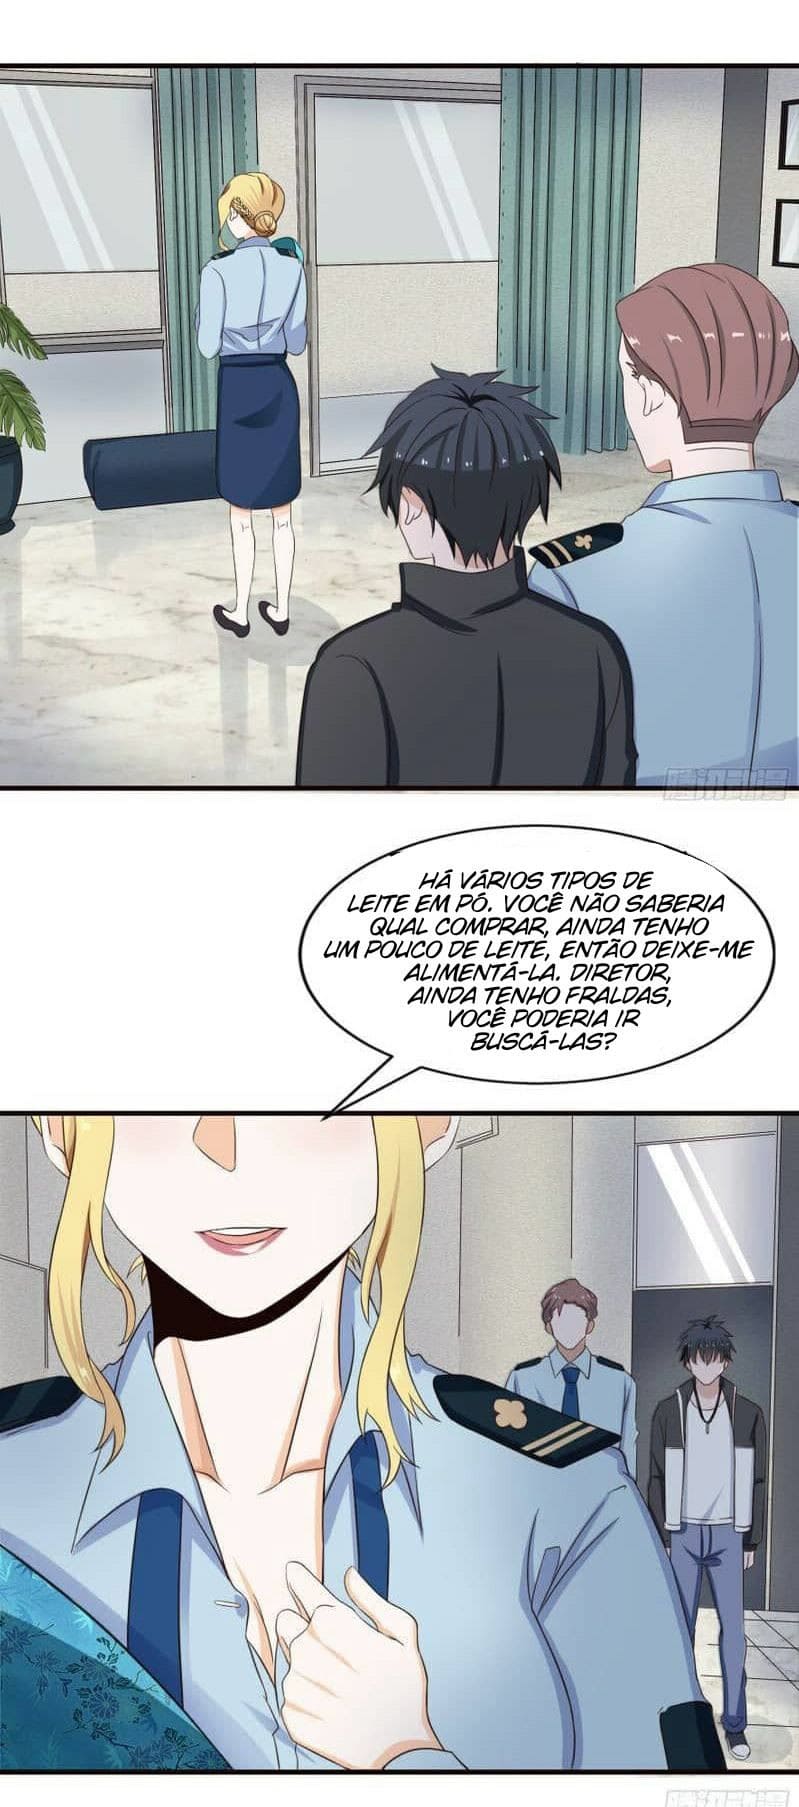 HÁ VÁRIOS TIPOS DE
LEITE EM PÓ. VOCÊ NÃO SABERIA
QUAL COMPRAR, AINDA TENHO
UM POUCO DE LEITE, ENTÃO DEIXE-ME
ALIMENTÁ-LA. DIRETOR,
AINDA TENHO FRALDAS,
VOCÊ PODERIA IR
BUSCÁ-LAS?